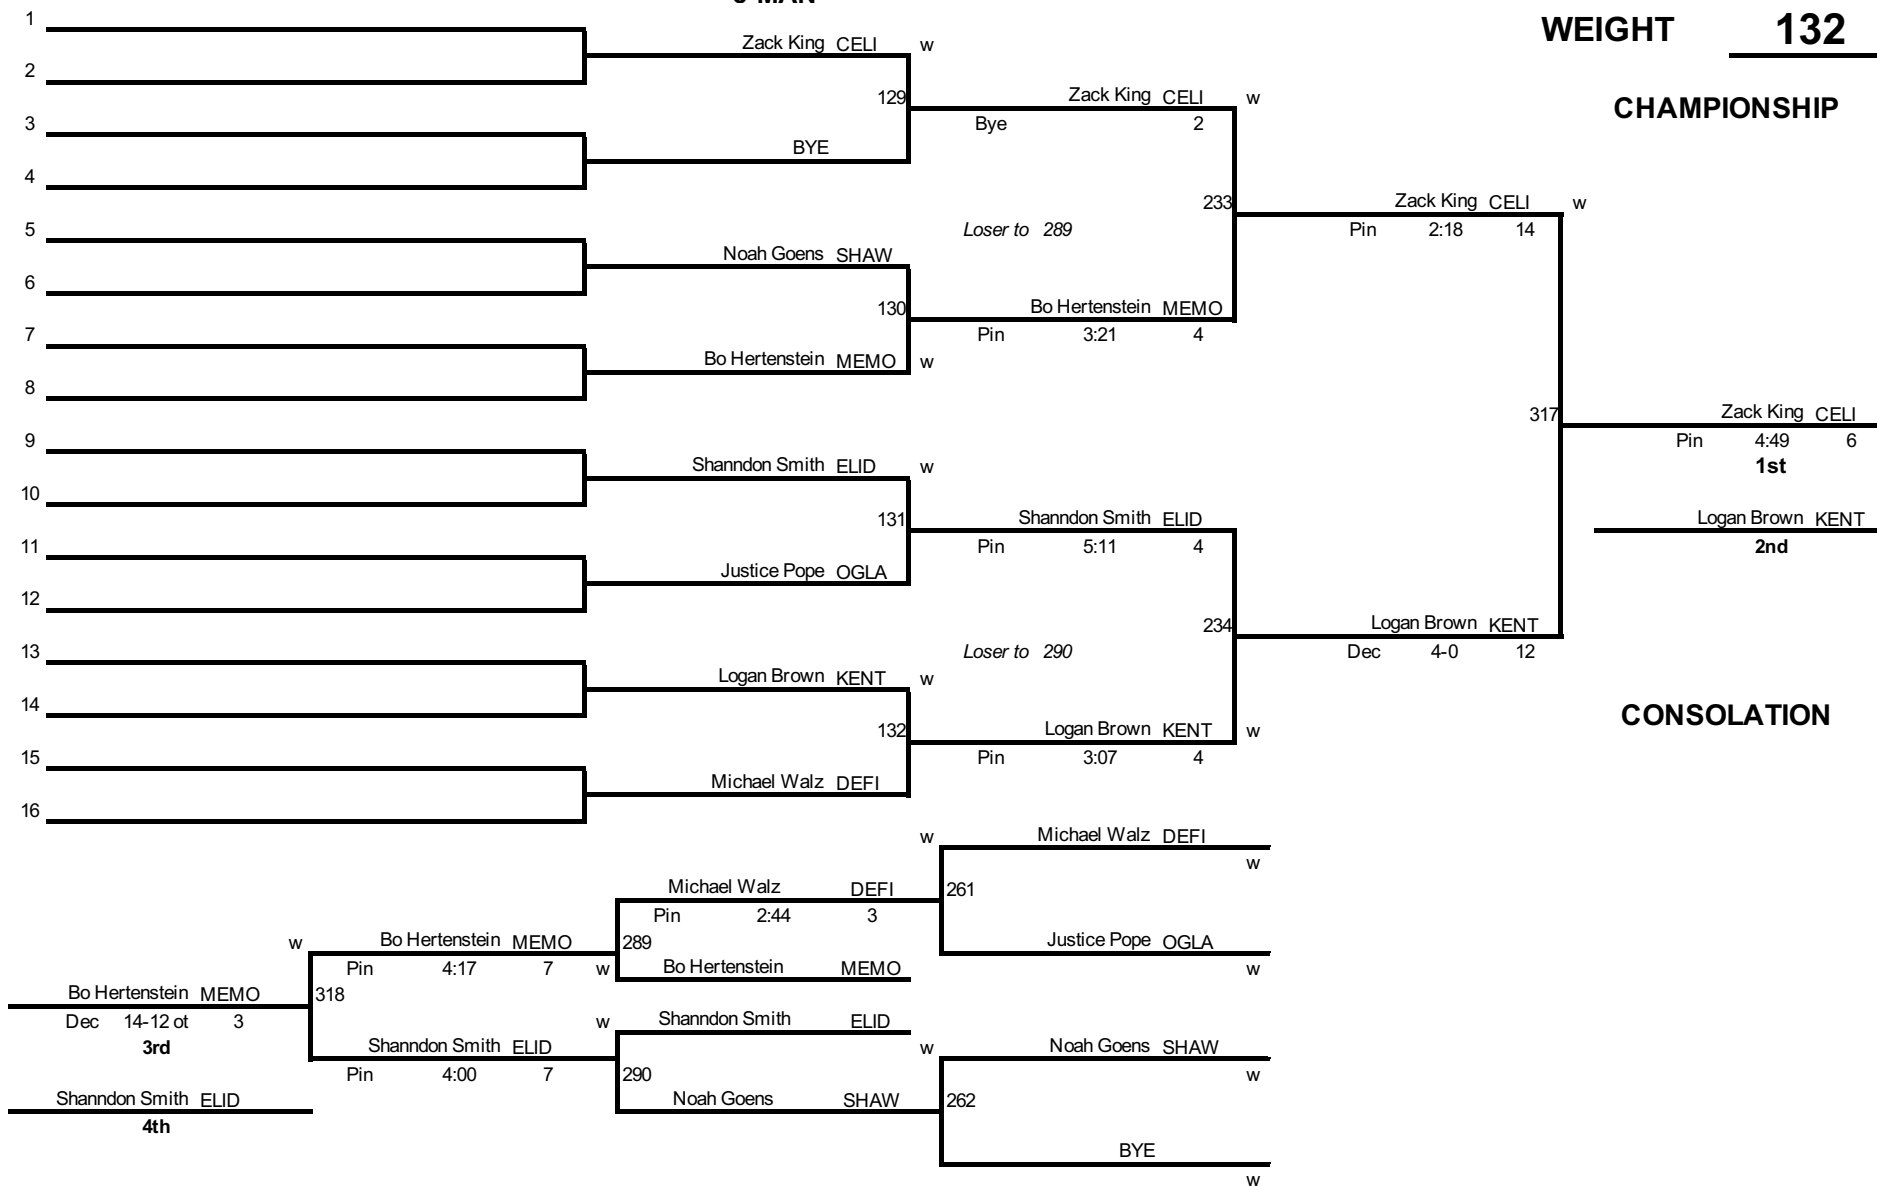 8-MAN
WEIGHT 132
CHAMPIONSHIP
1
2
3
4
5
6
7
8
9
10
11
12
13
14
15
16
Zack King CELI w
129
BYE
Noah Goens SHAW
130
Bo Hertenstein MEMO w
Shanndon Smith ELID w
131
Justice Pope OGLA
Logan Brown KENT w
132
Michael Walz DEFI
Zack King CELI w
Bye 2
233
Loser to 289
Bo Hertenstein MEMO
Pin 3:21 4
Shanndon Smith ELID
Pin 5:11 4
234
Loser to 290
Logan Brown KENT w
Pin 3:07 4
Zack King CELI w
Pin 2:18 14
317
Logan Brown KENT
Dec 4-0 12
Zack King CELI
Pin 4:49 6
1st
Logan Brown KENT
2nd
CONSOLATION
w Michael Walz DEFI
w
261
Justice Pope OGLA
w
w Noah Goens SHAW
w
262
BYE
w
Michael Walz DEFI
Pin 2:44 3
289
w Bo Hertenstein MEMO
w Shanndon Smith ELID
290
Noah Goens SHAW
w Bo Hertenstein MEMO
Pin 4:17 7
318
Shanndon Smith ELID
Pin 4:00 7
Bo Hertenstein MEMO
Dec 14-12 ot 3
3rd
Shanndon Smith ELID
4th